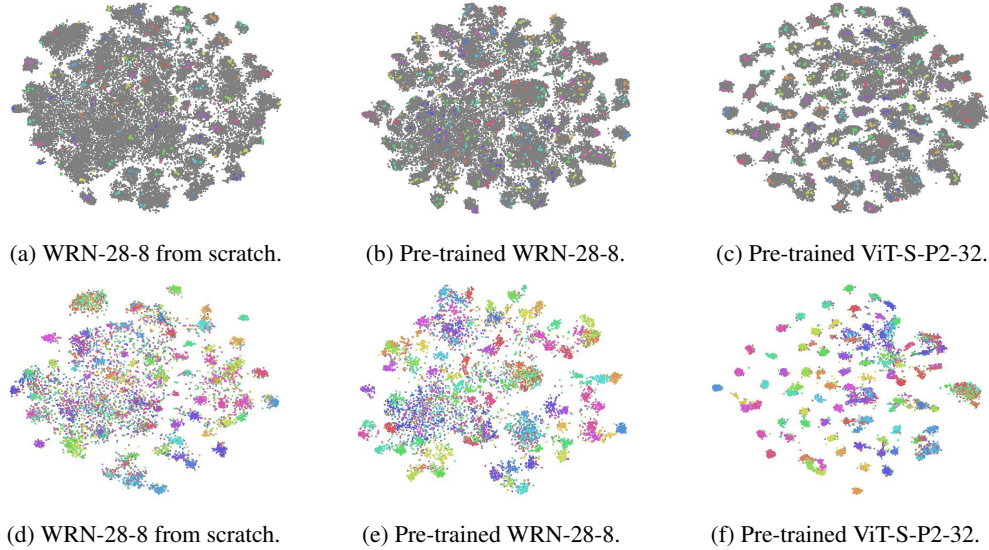 (a) WRN-28-8 from scratch.
(b) Pre-trained WRN-28-8.
(c) Pre-trained ViT-S-P2-32.
(d) WRN-28-8 from scratch.
(e) Pre-trained WRN-28-8.
(f) Pre-trained ViT-S-P2-32.